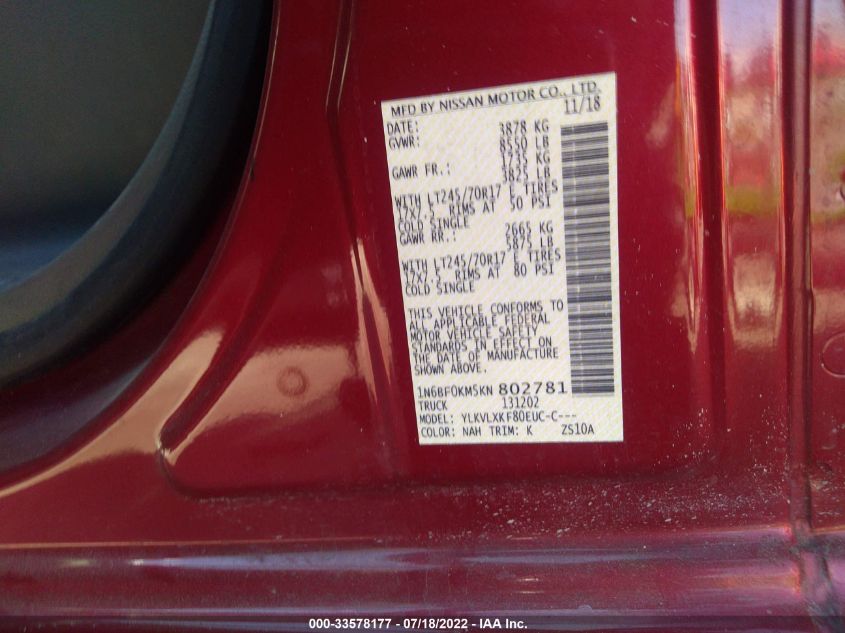 MFD BY NISSAN MOTOR CO., LTD.
DATE: 11/18
GVWR: 3878 KG
8550 LB
GAWR FR.: 1735 KG
3825 LB
WITH LT245/70R17 E TIRES
17X7.5 RIMS AT 50 PSI
COLD SINGLE
GAWR RR.: 2665 KG
5875 LB
WITH LT245/70R17 E TIRES
17X7.5 RIMS AT 80 PSI
COLD SINGLE
THIS VEHICLE CONFORMS TO
ALL APPLICABLE FEDERAL
MOTOR VEHICLE SAFETY
STANDARDS IN EFFECT ON
THE DATE OF MANUFACTURE
SHOWN ABOVE.
1N6BF0KM5KN 802781
TRUCK 131202
MODEL: YLKVLXKF80EUC-C---
COLOR: NAH TRIM: K ZS10A
000-33578177 - 07/18/2022 - IAA Inc.